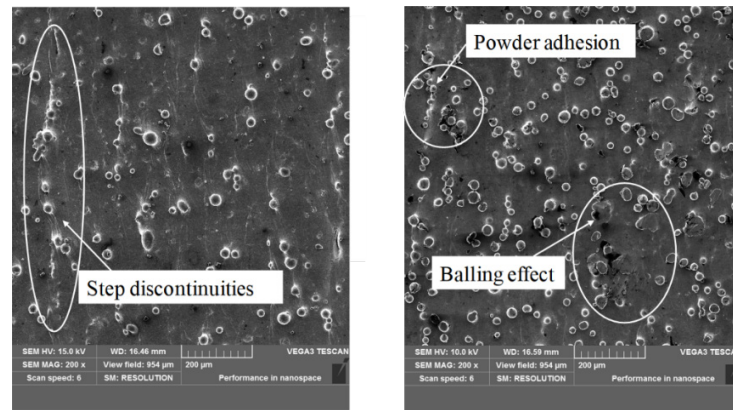 Step discontinuities
SEM HV: 15.0 kV WD: 16.46 mm VEGA3 TESCAN
SEM MAG: 200 x View field: 954 µm 200 µm
Scan speed: 6 SM: RESOLUTION Performance in nanospace
Powder adhesion
Balling effect
SEM HV: 10.0 kV WD: 16.59 mm VEGA3 TESCAN
SEM MAG: 200 x View field: 954 µm 200 µm
Scan speed: 6 SM: RESOLUTION Performance in nanospace